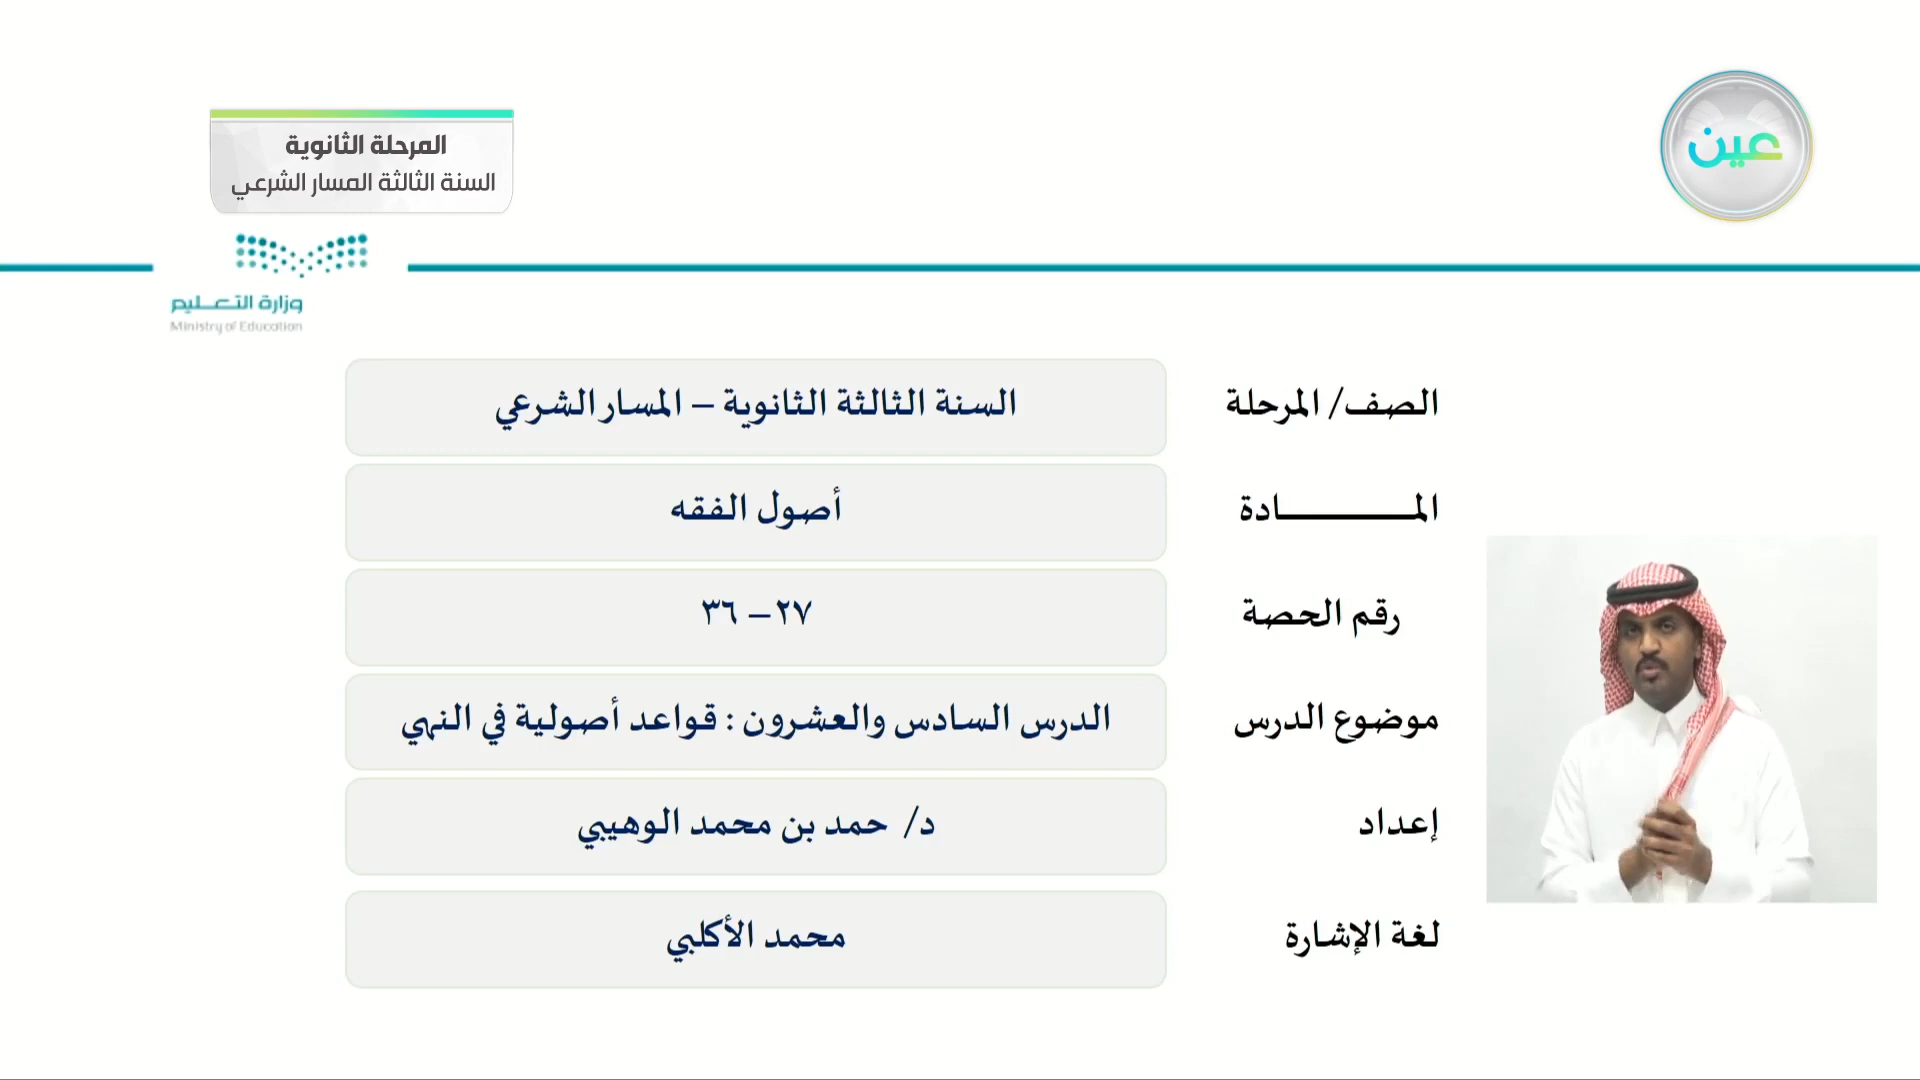 المرحلة الثانوية
السنة الثالثة المسار الشرعي
عين
وزارة التعـــليم
Ministry of Education
الصف/ المرحلة
السنة الثالثة الثانوية – المسار الشرعي
المـــــــــــادة
أصول الفقه
رقم الحصة
٢٧– ٣٦
موضوع الدرس
الدرس السادس والعشرون : قواعد أصولية في النهي
إعداد
د/ حمد بن محمد الوهيبي
لغة الإشارة
محمد الأكلبي